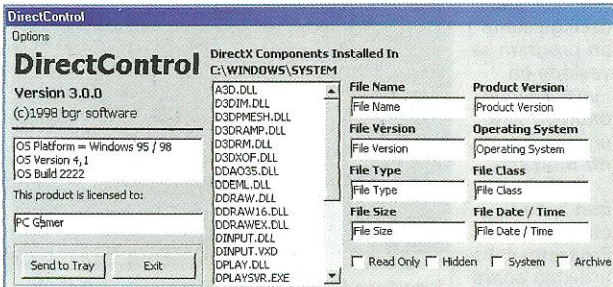 DirectControl
Options
DirectControl
Version 3.0.0
(c)1998 bgr software
OS Platform = Windows 95 / 98
OS Version 4,1
OS Build 2222
This product is licensed to:
PC Gamer
Send to Tray
Exit
DirectX Components Installed In
C:\WINDOWS\SYSTEM
A3D.DLL
D3DIM.DLL
D3DPMESH.DLL
D3DRAMP.DLL
D3DRM.DLL
D3DXOF.DLL
DDAO35.DLL
DDEML.DLL
DDRAW.DLL
DDRAW16.DLL
DDRAWEX.DLL
DINPUT.DLL
DINPUT.VXD
DPLAY.DLL
DPLAYSVR.EXE
File Name
File Name
Product Version
Product Version
File Version
File Version
Operating System
Operating System
File Type
File Type
File Class
File Class
File Size
File Size
File Date / Time
File Date / Time
Read Only
Hidden
System
Archive